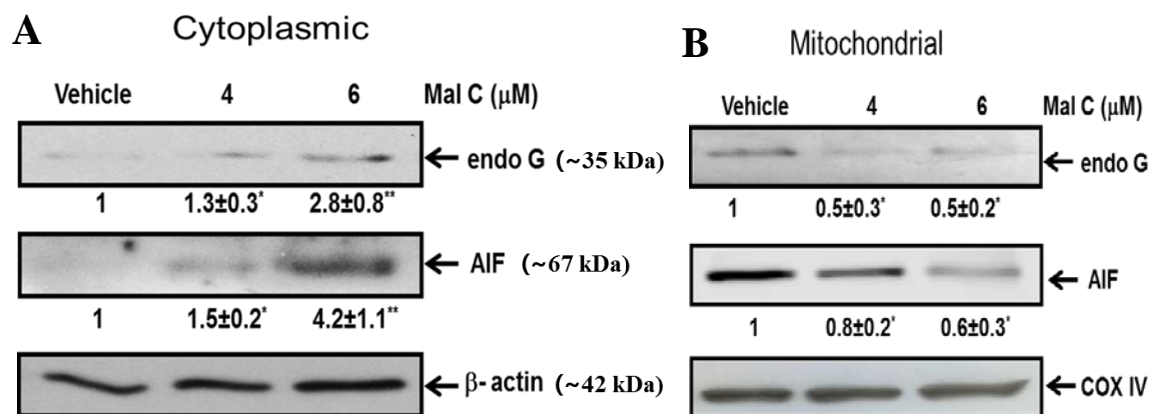 A
Cytoplasmic
Vehicle 4 6 Mal C (μM)
endo G (~35 kDa)
1 1.3±0.3* 2.8±0.8**
AIF (~67 kDa)
1 1.5±0.2* 4.2±1.1**
β-actin (~42 kDa)
B
Mitochondrial
Vehicle 4 6 Mal C (μM)
endo G
1 0.5±0.3* 0.5±0.2*
AIF
1 0.8±0.2* 0.6±0.3*
COX IV